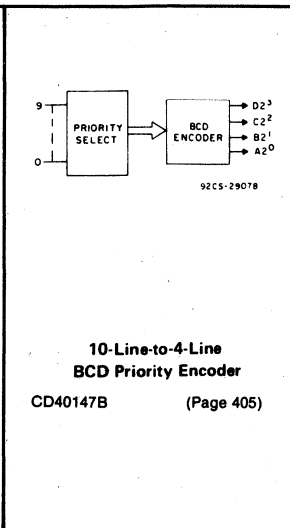 9
0
PRIORITY
SELECT
BCD
ENCODER
D2³
C2²
B2¹
A2⁰
92CS-29078
10-Line-to-4-Line
BCD Priority Encoder
CD40147B (Page 405)